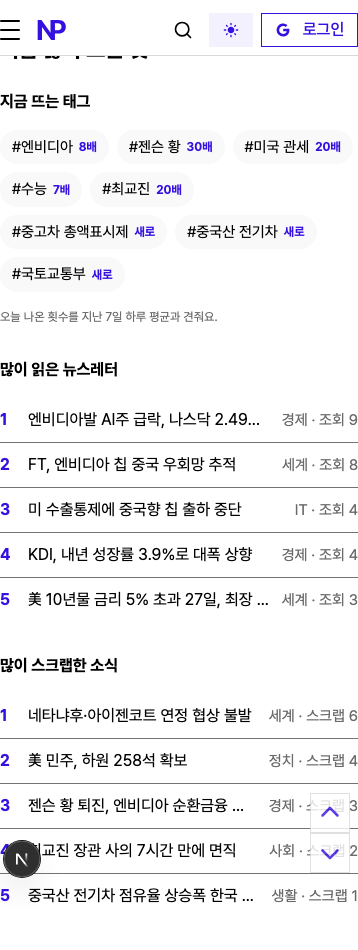 NP
로그인
지금 뜨는 태그
#엔비디아 8배 #젠슨 황 30배 #미국 관세 20배
#수능 7배 #최교진 20배
#중고차 총액표시제 새로 #중국산 전기차 새로
#국토교통부 새로
오늘 나온 횟수를 지난 7일 하루 평균과 견줘요.
많이 읽은 뉴스레터
1 엔비디아발 AI주 급락, 나스닥 2.49... 경제 · 조회 9
2 FT, 엔비디아 칩 중국 우회망 추적 세계 · 조회 8
3 미 수출통제에 중국향 칩 출하 중단 IT · 조회 4
4 KDI, 내년 성장률 3.9%로 대폭 상향 경제 · 조회 4
5 美 10년물 금리 5% 초과 27일, 최장 ... 세계 · 조회 3
많이 스크랩한 소식
1 네타냐후·아이젠코트 연정 협상 불발 세계 · 스크랩 6
2 美 민주, 하원 258석 확보 정치 · 스크랩 4
3 젠슨 황 퇴진, 엔비디아 순환금융 ... 경제 · 스크랩 3
4 최교진 장관 사의 7시간 만에 면직 사회 · 스크랩 2
5 중국산 전기차 점유율 상승폭 한국 ... 생활 · 스크랩 1